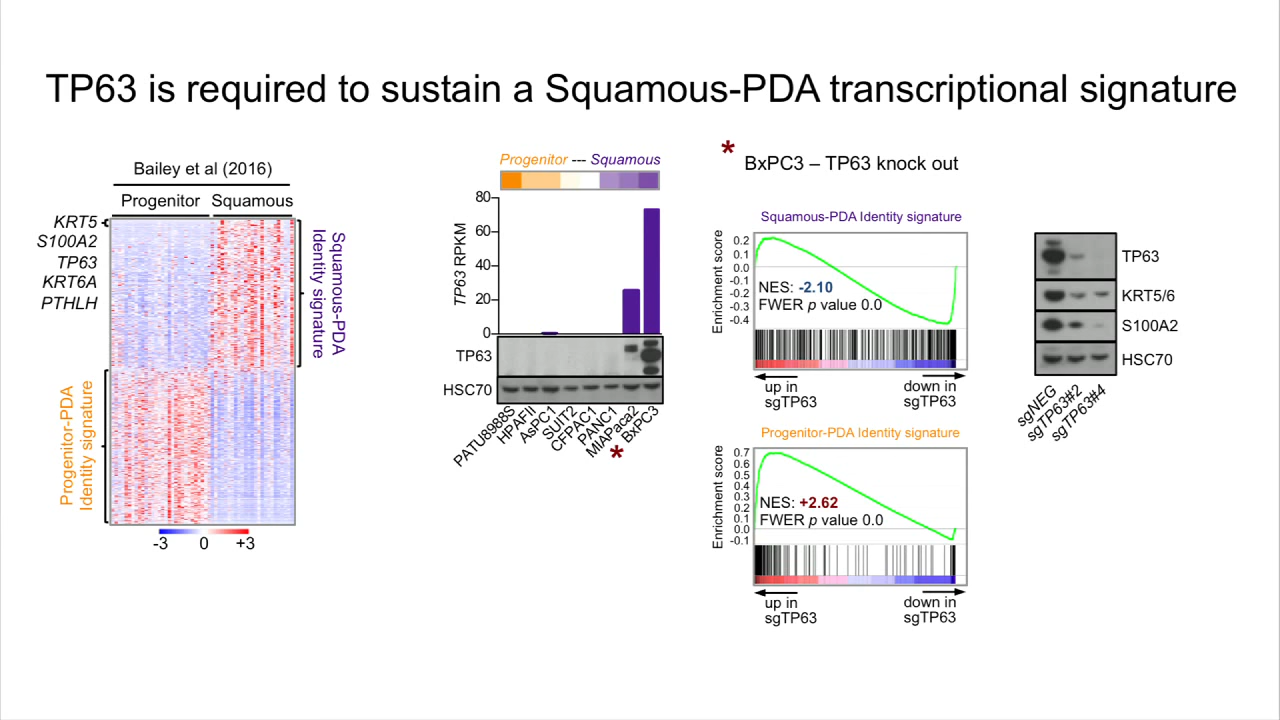 TP63 is required to sustain a Squamous-PDA transcriptional signature
Bailey et al (2016)
Progenitor Squamous
KRT5
S100A2
TP63
KRT6A
PTHLH
Squamous-PDA
Identity signature
Progenitor-PDA
Identity signature
-3 0 +3
Progenitor --- Squamous
TP63 RPKM
80
60
40
20
0
TP63
HSC70
PATU8988S
HPAFII
AsPC1
SUIT2
CFPAC1
PANC1
MIAPaca2
BxPC3
*
* BxPC3 – TP63 knock out
Squamous-PDA Identity signature
Enrichment score
0.2
0.1
0.0
-0.1
-0.2
-0.3
-0.4
NES: -2.10
FWER p value 0.0
up in
sgTP63
down in
sgTP63
Progenitor-PDA Identity signature
Enrichment score
0.7
0.6
0.5
0.4
0.3
0.2
0.1
0.0
-0.1
NES: +2.62
FWER p value 0.0
up in
sgTP63
down in
sgTP63
TP63
KRT5/6
S100A2
HSC70
sgNEG
sgTP63#2
sgTP63#4